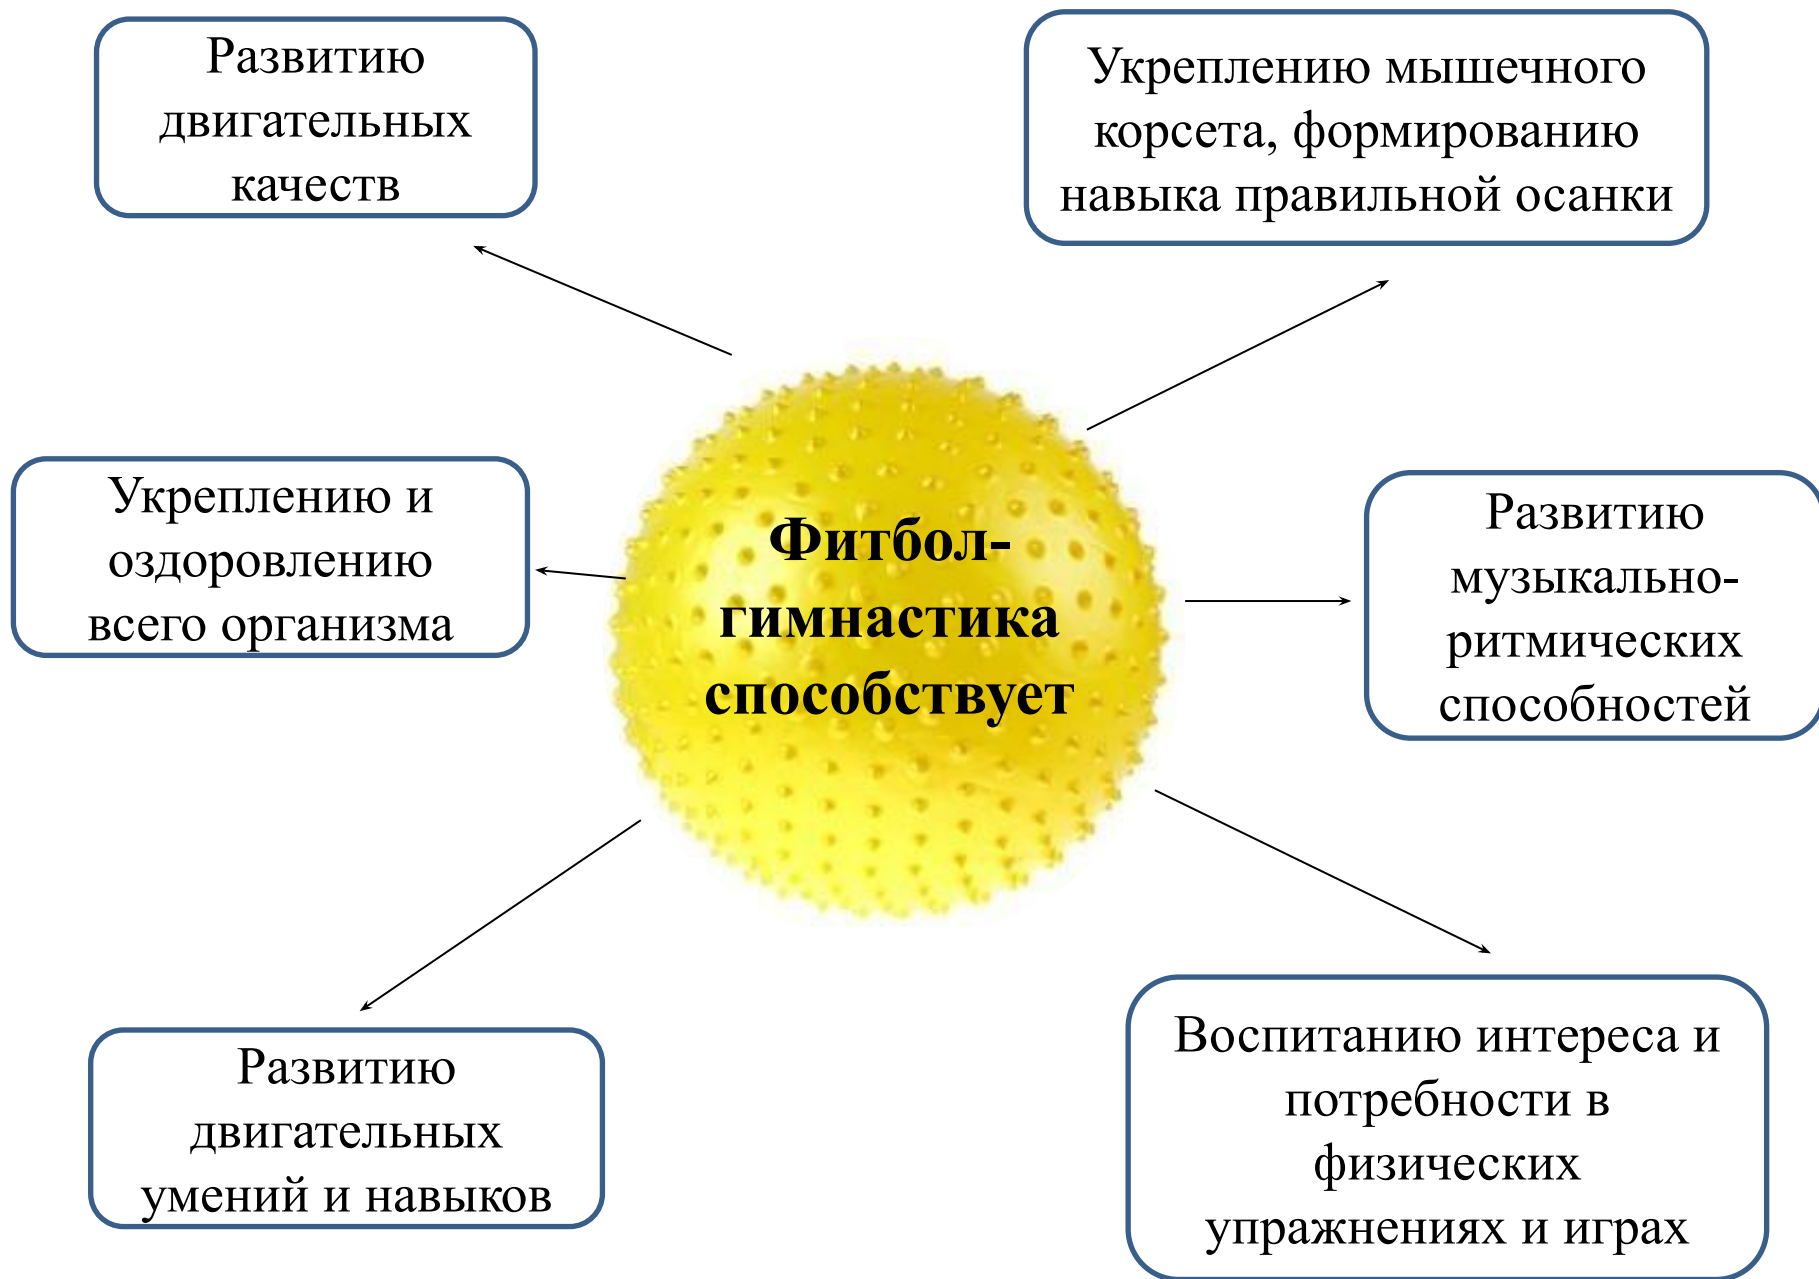 Развитию
двигательных
качеств
Укреплению мышечного
корсета, формированию
навыка правильной осанки
Укреплению и
оздоровлению
всего организма
Фитбол-
гимнастика
способствует
Развитию
музыкально-
ритмических
способностей
Развитию
двигательных
умений и навыков
Воспитанию интереса и
потребности в
физических
упражнениях и играх